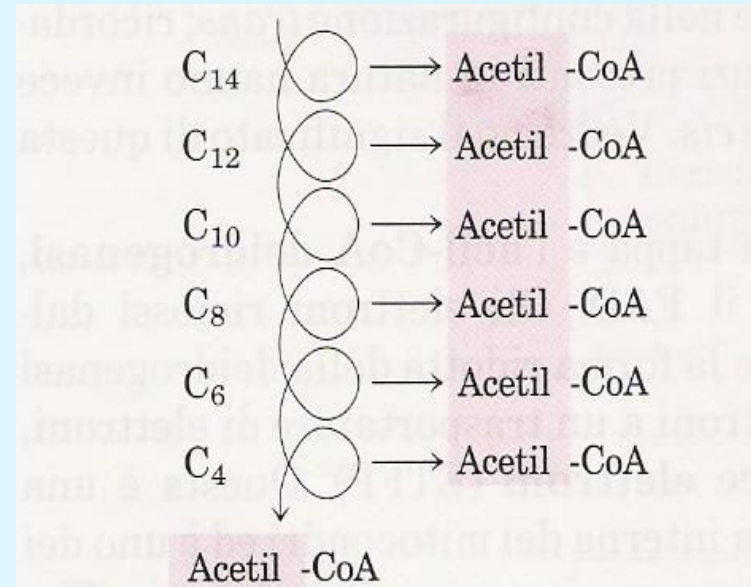 C₁₄ Acetil -CoA
C₁₂ Acetil -CoA
C₁₀ Acetil -CoA
C₈ Acetil -CoA
C₆ Acetil -CoA
C₄ Acetil -CoA
Acetil -CoA